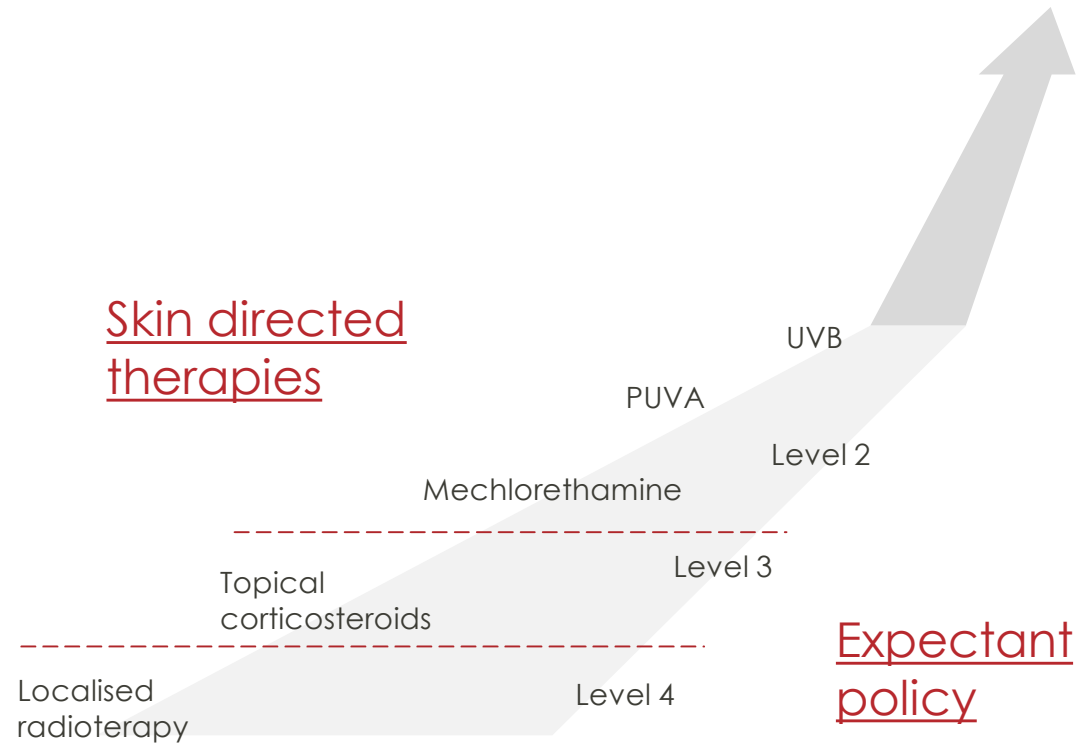 Skin directed
therapies
UVB
PUVA
Level 2
Mechlorethamine
Level 3
Topical
corticosteroids
Expectant
policy
Localised
radioterapy
Level 4